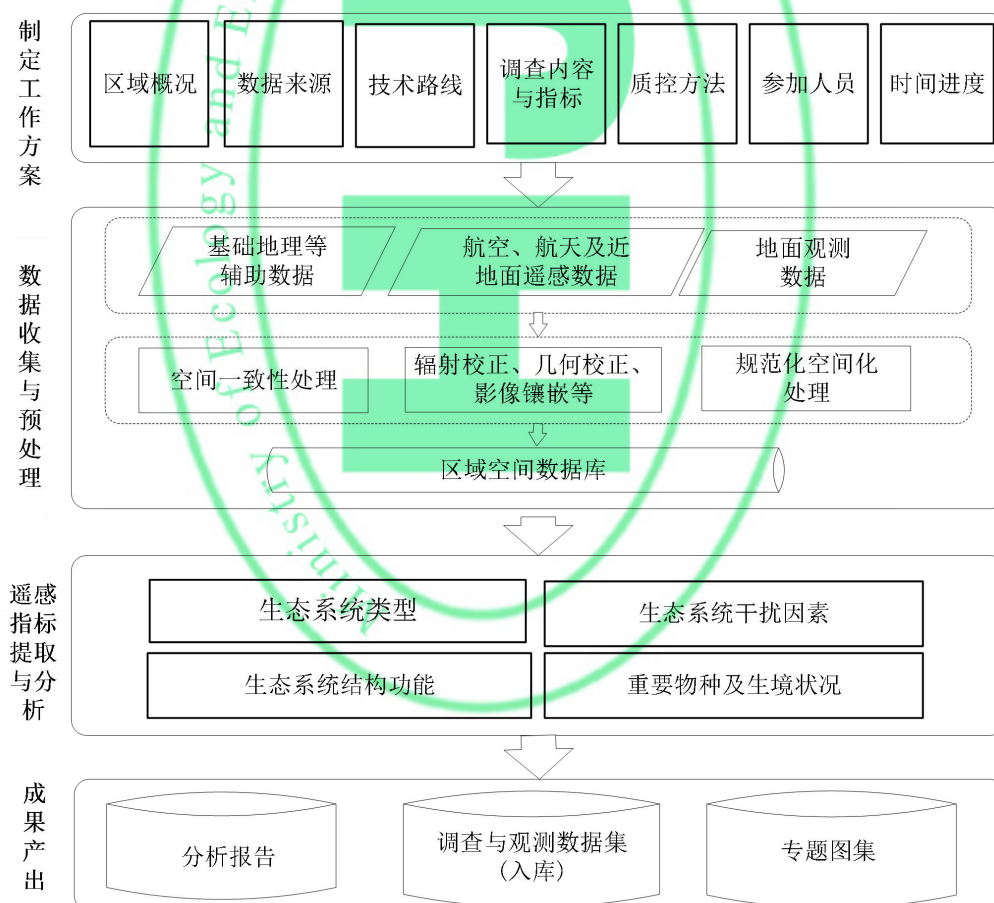 制定工作方案
区域概况
数据来源
技术路线
调查内容
与指标
质控方法
参加人员
时间进度
数据收集与预处理
基础地理等
辅助数据
航空、航天及近
地面遥感数据
地面观测
数据
空间一致性处理
辐射校正、几何校正、
影像镶嵌等
规范化空间化
处理
区域空间数据库
遥感
指标
提取
与分
析
生态系统类型
生态系统干扰因素
生态系统结构功能
重要物种及生境状况
成果产出
分析报告
调查与观测数据集
(入库)
专题图集
Ministry of Ecology and